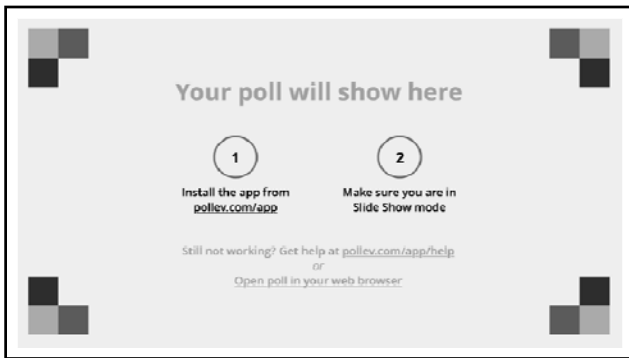 Your poll will show here
1
Install the app from
pollev.com/app
2
Make sure you are in
Slide Show mode
Still not working? Get help at pollev.com/app/help
or
Open poll in your web browser